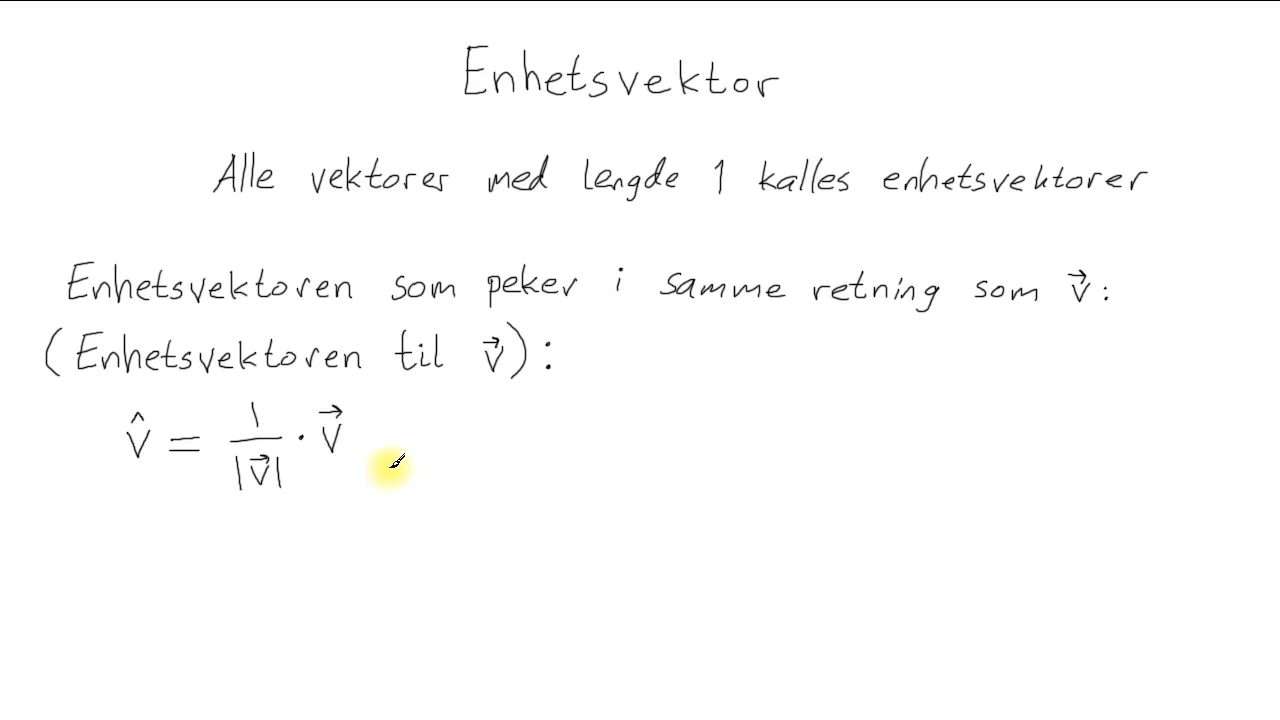 Enhetsvektor
Alle vektorer med lengde 1 kalles enhetsvektorer
Enhetsvektoren som peker i samme retning som v⃗:
(Enhetsvektoren til v⃗):
v̂ = 1/|v⃗| · v⃗